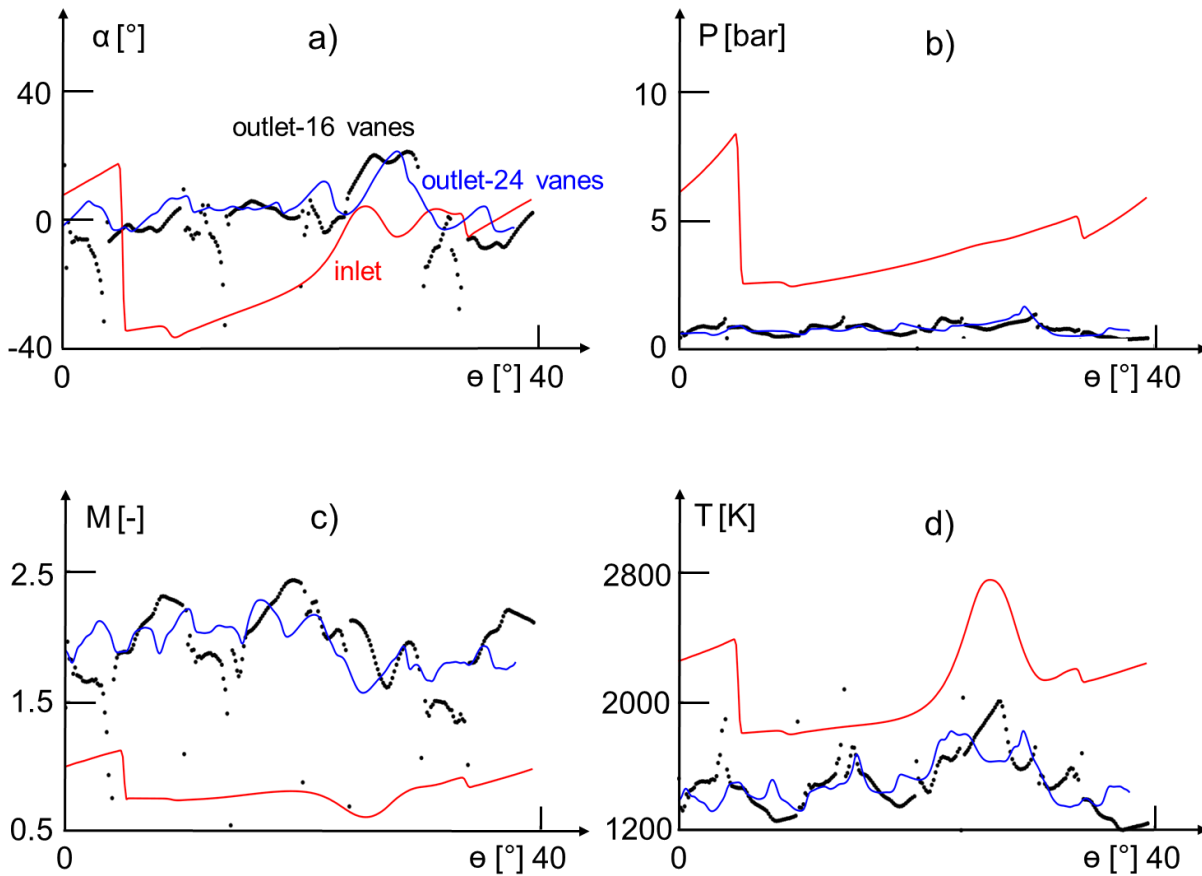 α [°]
a)
40
outlet-16 vanes
outlet-24 vanes
0
inlet
-40
0
ɵ [°] 40
P [bar]
b)
10
5
0
0
ɵ [°] 40
M [-]
c)
2.5
1.5
0.5
0
ɵ [°] 40
T [K]
d)
2800
2000
1200
0
ɵ [°] 40